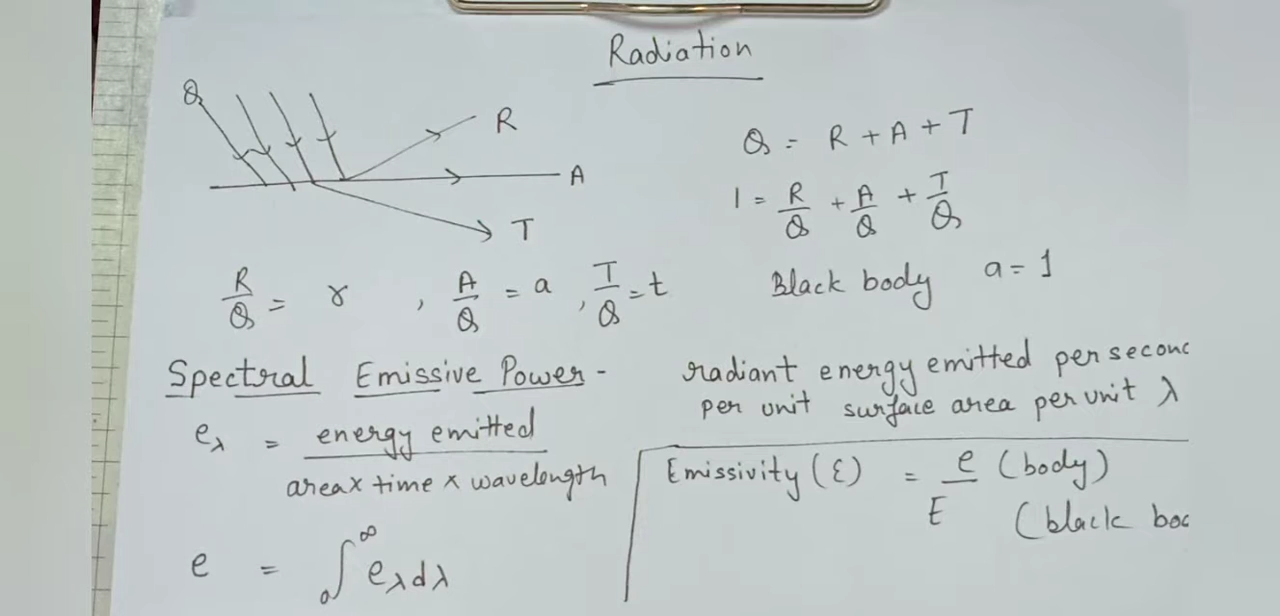 Radiation
Q
R
A
T
Q = R + A + T
1 = R/Q + A/Q + T/Q
R/Q = r , A/Q = a , T/Q = t
Black body a = 1
Spectral Emissive Power -
radiant energy emitted per second
per unit surface area per unit λ
eλ = energy emitted / area x time x wavelength
Emissivity (ε) = e (body) / E (black
e = ∫₀^∞ eλ dλ